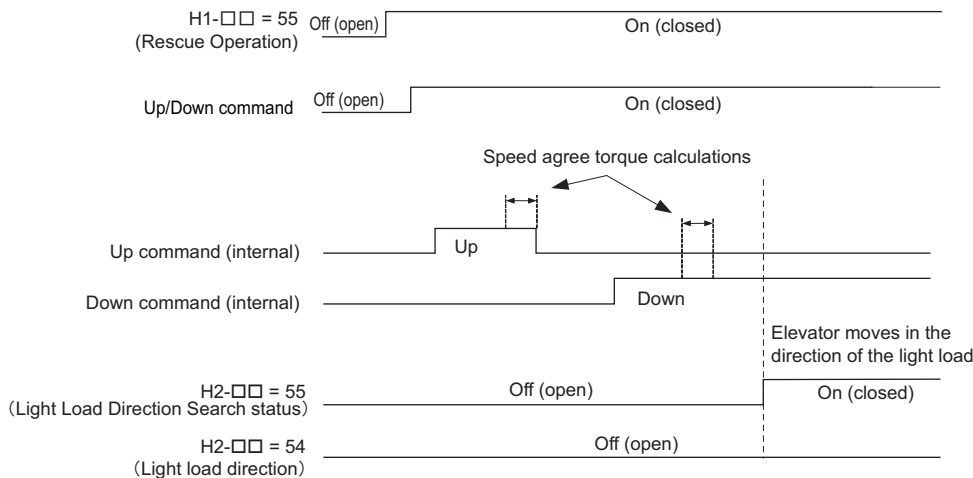 H1-□□ = 55
(Rescue Operation)
Off (open)
On (closed)
Up/Down command
Off (open)
On (closed)
Speed agree torque calculations
Up command (internal)
Up
Down command (internal)
Down
Elevator moves in the
direction of the light load
H2-□□ = 55
(Light Load Direction Search status)
Off (open)
On (closed)
H2-□□ = 54
(Light load direction)
Off (open)